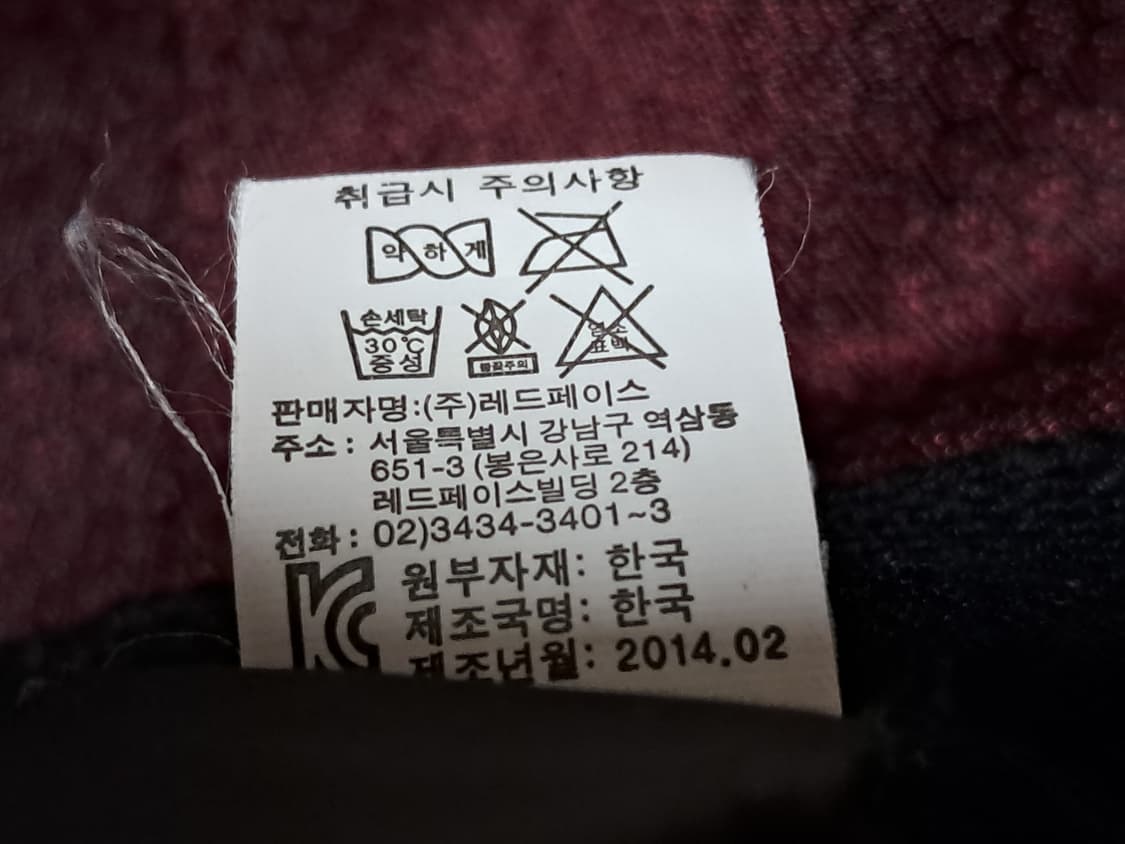 취급시 주의사항
약 하 게
손세탁
30℃
중성
염소
표백
판매자명:(주)레드페이스
주소: 서울특별시 강남구 역삼동
651-3 (봉은사로 214)
레드페이스빌딩 2층
전화: 02)3434-3401~3
원부자재: 한국
제조국명: 한국
제조년월: 2014.02